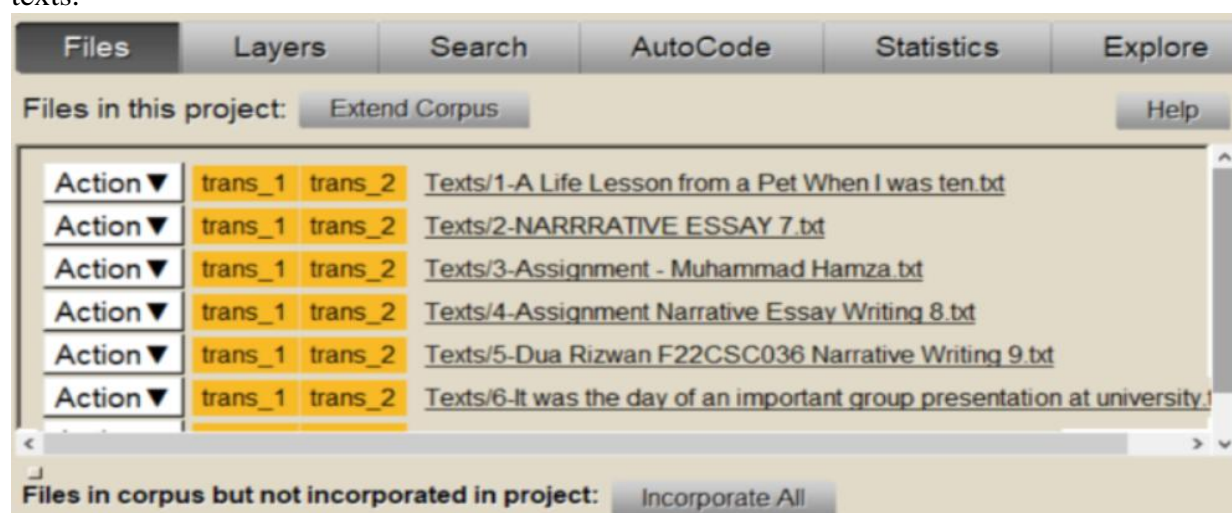 texts.
Files Layers Search AutoCode Statistics Explore
Files in this project: Extend Corpus Help
Action▼ trans_1 trans_2 Texts/1-A Life Lesson from a Pet When I was ten.txt
Action▼ trans_1 trans_2 Texts/2-NARRRATIVE ESSAY 7.txt
Action▼ trans_1 trans_2 Texts/3-Assignment - Muhammad Hamza.txt
Action▼ trans_1 trans_2 Texts/4-Assignment Narrative Essay Writing 8.txt
Action▼ trans_1 trans_2 Texts/5-Dua Rizwan F22CSC036 Narrative Writing 9.txt
Action▼ trans_1 trans_2 Texts/6-It was the day of an important group presentation at university.
Files in corpus but not incorporated in project: Incorporate All